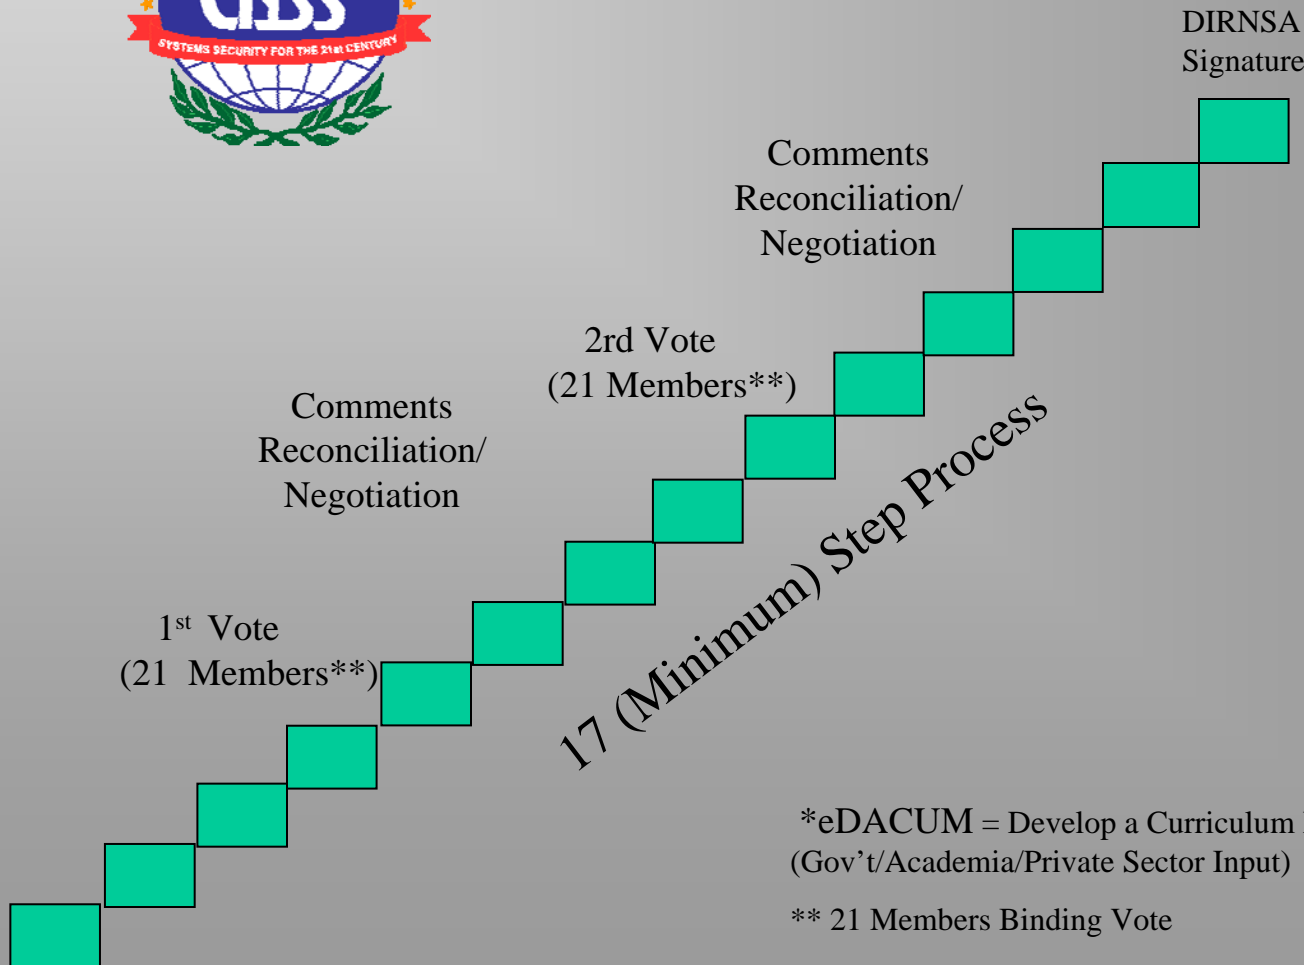 SYSTEMS SECURITY FOR THE 21st CENTURY
DIRNSA
Signature
Comments
Reconciliation/
Negotiation
2rd Vote
(21 Members**)
Comments
Reconciliation/
Negotiation
17 (Minimum) Step Process
1st Vote
(21 Members**)
*eDACUM = Develop a Curriculum
(Gov't/Academia/Private Sector Input)
** 21 Members Binding Vote